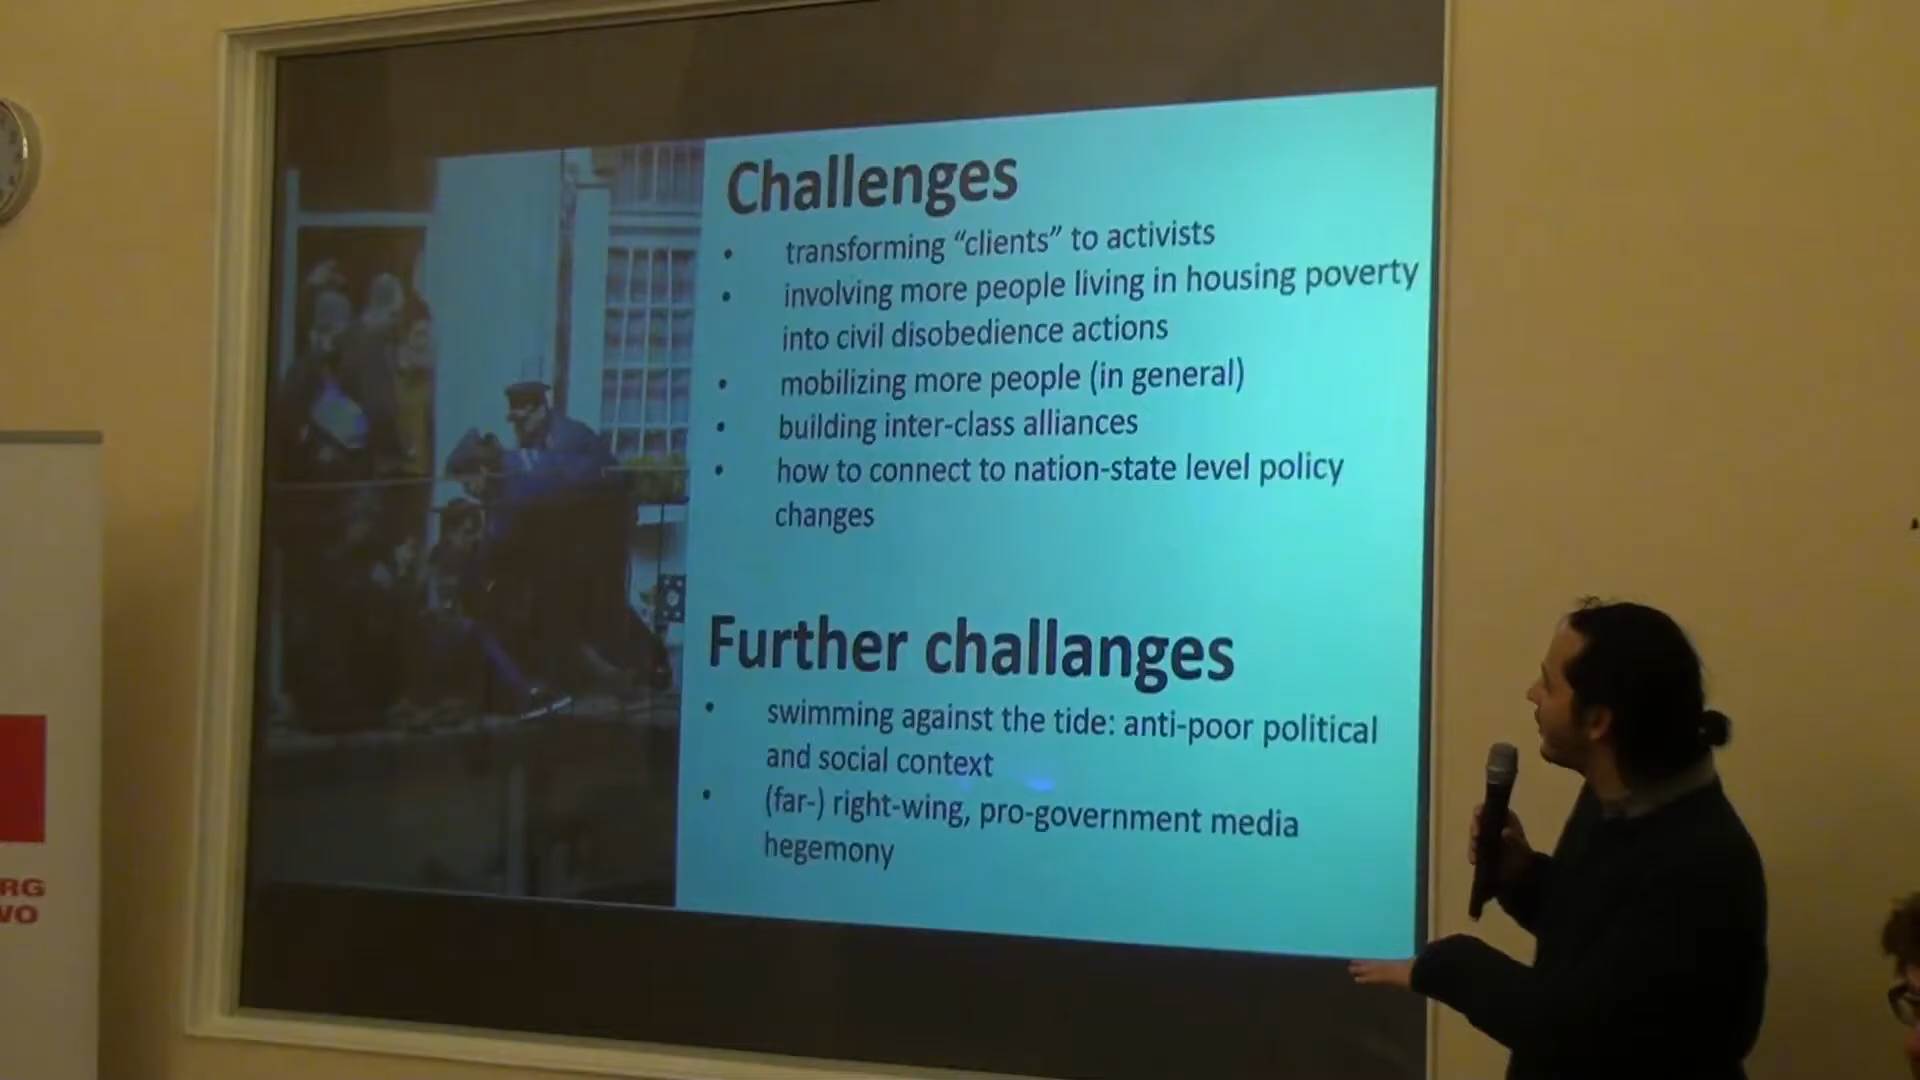 Challenges
• transforming “clients” to activists
• involving more people living in housing poverty
into civil disobedience actions
• mobilizing more people (in general)
• building inter-class alliances
• how to connect to nation-state level policy
changes
Further challanges
• swimming against the tide: anti-poor political
and social context
• (far-) right-wing, pro-government media
hegemony
RG